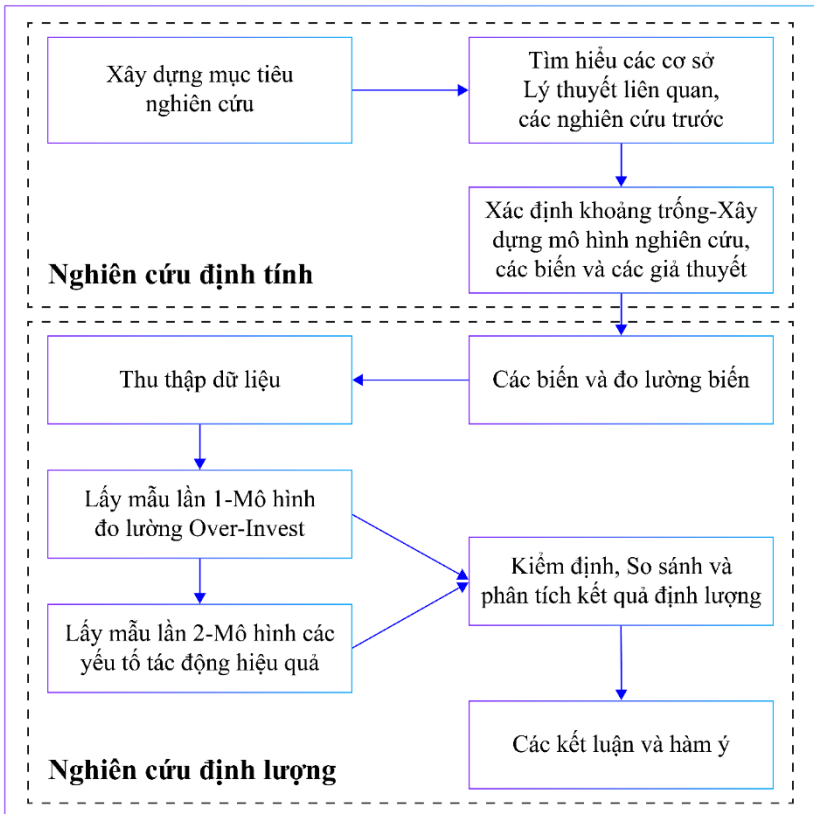 Xây dựng mục tiêu
nghiên cứu
Tìm hiểu các cơ sở
Lý thuyết liên quan,
các nghiên cứu trước
Xác định khoảng trống-Xây
dựng mô hình nghiên cứu,
các biến và các giả thuyết
Nghiên cứu định tính
Các biến và đo lường biến
Thu thập dữ liệu
Lấy mẫu lần 1-Mô hình
đo lường Over-Invest
Lấy mẫu lần 2-Mô hình các
yếu tố tác động hiệu quả
Kiểm định, So sánh và
phân tích kết quả định lượng
Các kết luận và hàm ý
Nghiên cứu định lượng